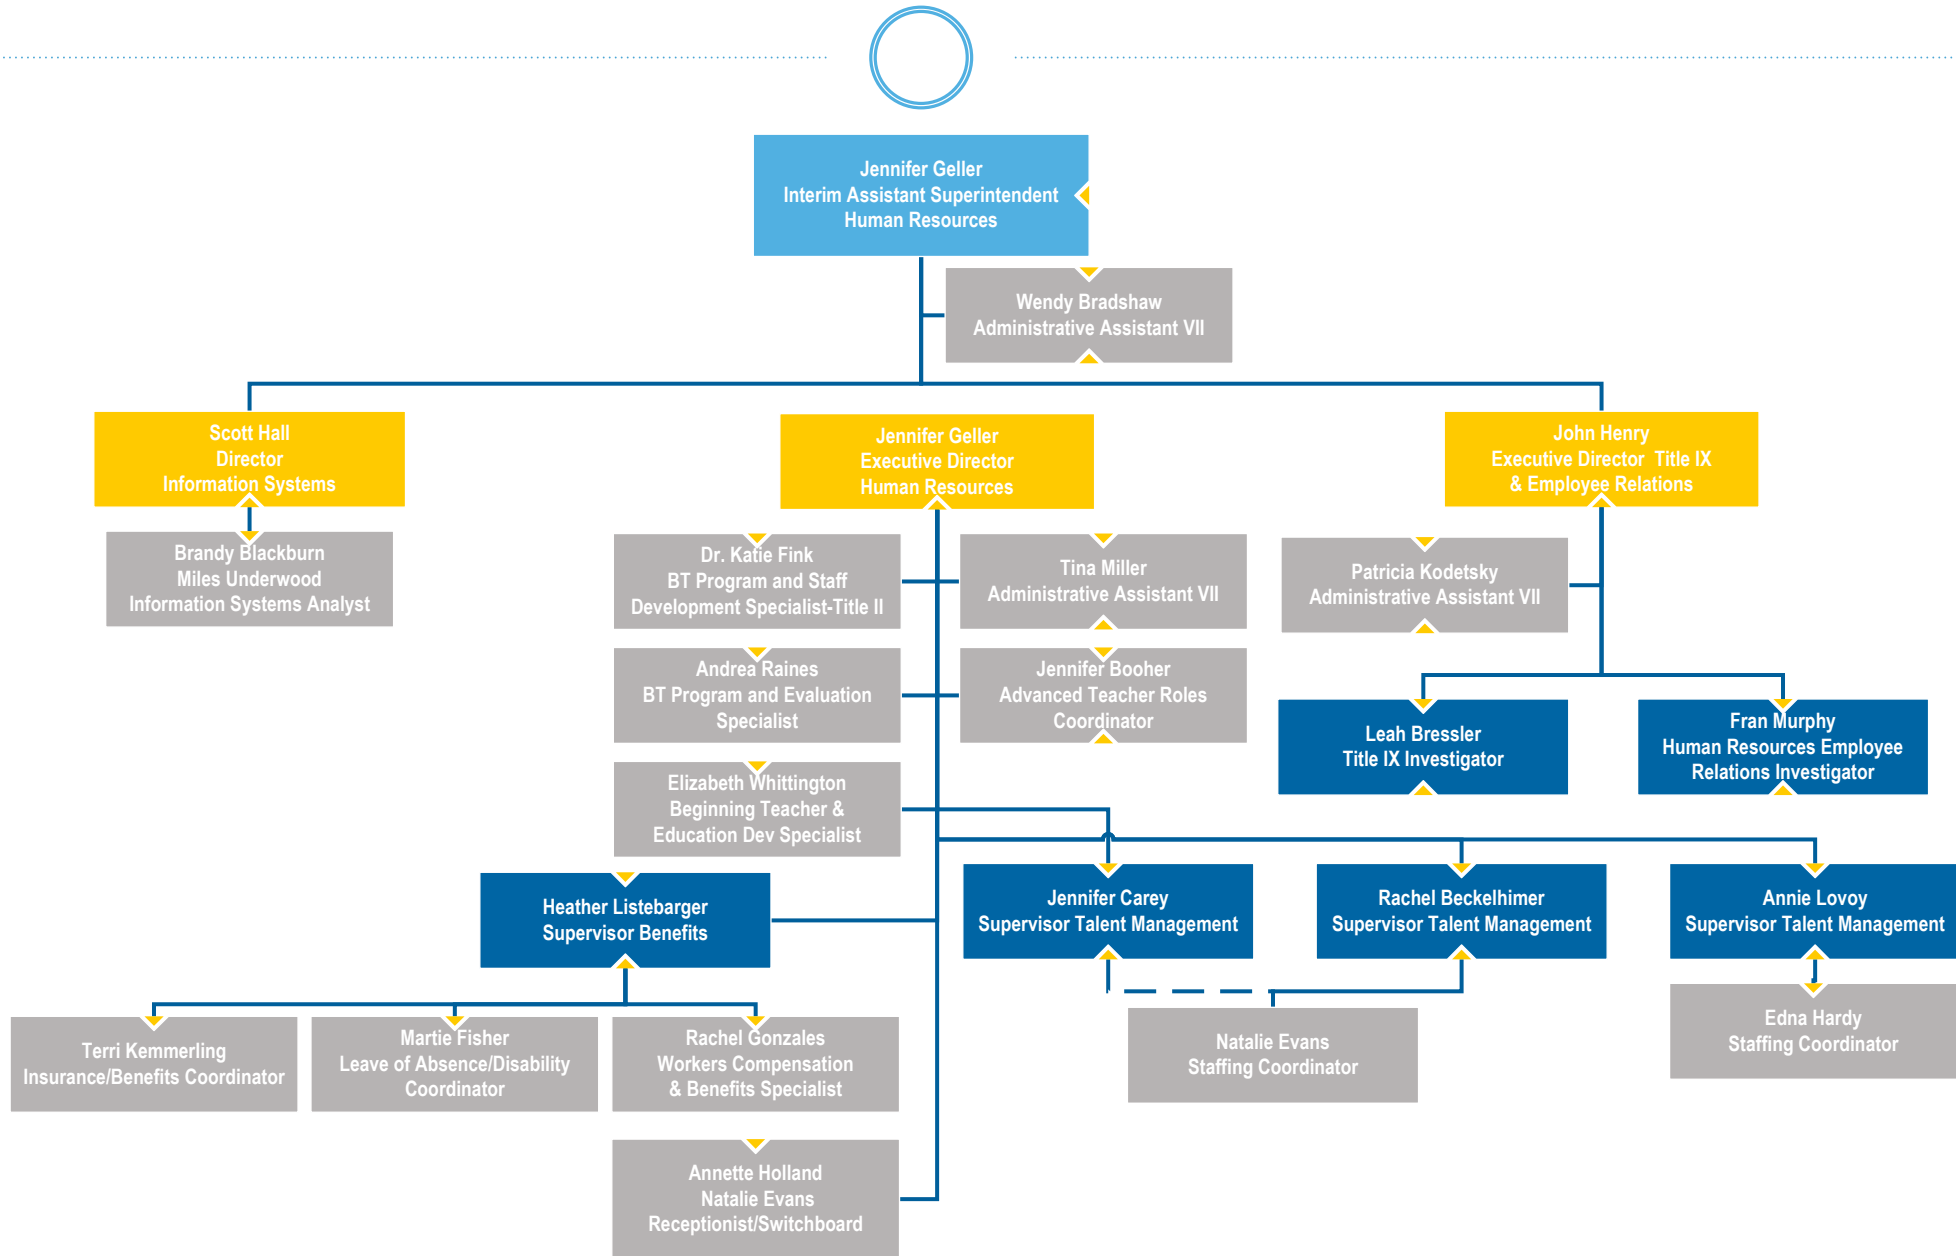 Jennifer Geller
Interim Assistant Superintendent
Human Resources
Wendy Bradshaw
Administrative Assistant VII
Scott Hall
Director
Information Systems
Jennifer Geller
Executive Director
Human Resources
John Henry
Executive Director  Title IX
& Employee Relations
Brandy Blackburn
Miles Underwood
Information Systems Analyst
Dr. Katie Fink
BT Program and Staff
Development Specialist-Title II
Tina Miller
Administrative Assistant VII
Patricia Kodetsky
Administrative Assistant VII
Andrea Raines
BT Program and Evaluation
Specialist
Jennifer Booher
Advanced Teacher Roles
Coordinator
Leah Bressler
Title IX Investigator
Fran Murphy
Human Resources Employee
Relations Investigator
Elizabeth Whittington
Beginning Teacher &
Education Dev Specialist
Heather Listebarger
Supervisor Benefits
Jennifer Carey
Supervisor Talent Management
Rachel Beckelhimer
Supervisor Talent Management
Annie Lovoy
Supervisor Talent Management
Terri Kemmerling
Insurance/Benefits Coordinator
Martie Fisher
Leave of Absence/Disability
Coordinator
Rachel Gonzales
Workers Compensation
& Benefits Specialist
Natalie Evans
Staffing Coordinator
Edna Hardy
Staffing Coordinator
Annette Holland
Natalie Evans
Receptionist/Switchboard